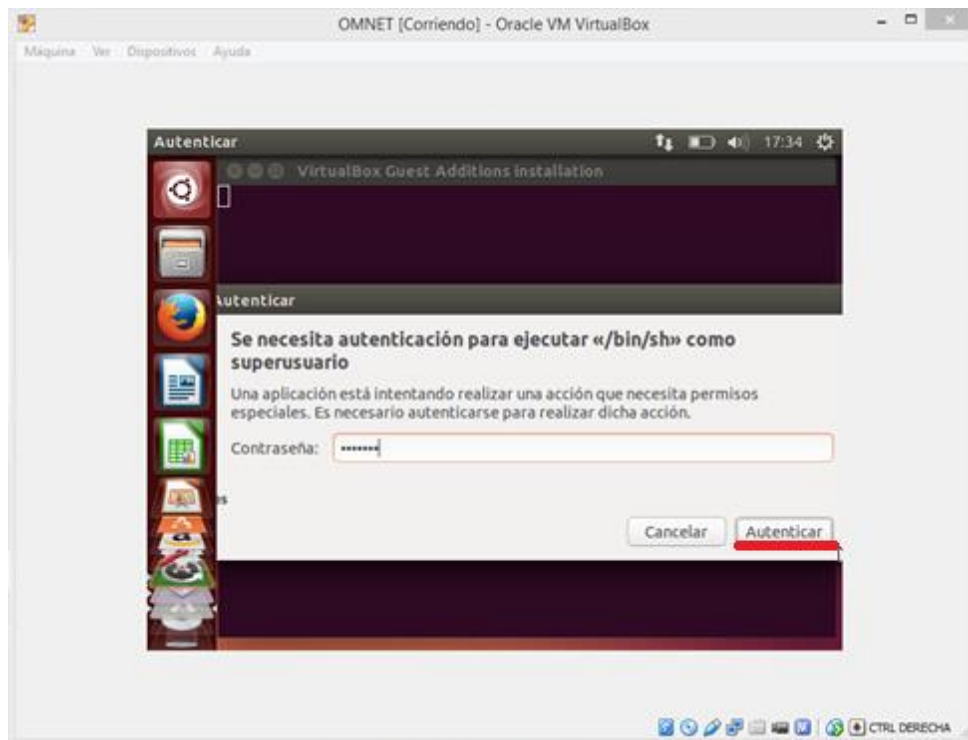 OMNET [Corriendo] - Oracle VM VirtualBox
Máquina Ver Dispositivos Ayuda
Autenticar 17:34
VirtualBox Guest Additions installation
Autenticar
Se necesita autenticación para ejecutar «/bin/sh» como
superusuario
Una aplicación está intentando realizar una acción que necesita permisos
especiales. Es necesario autenticarse para realizar dicha acción.
Contraseña: •••••••
es
Cancelar Autenticar
CTRL DERECHA